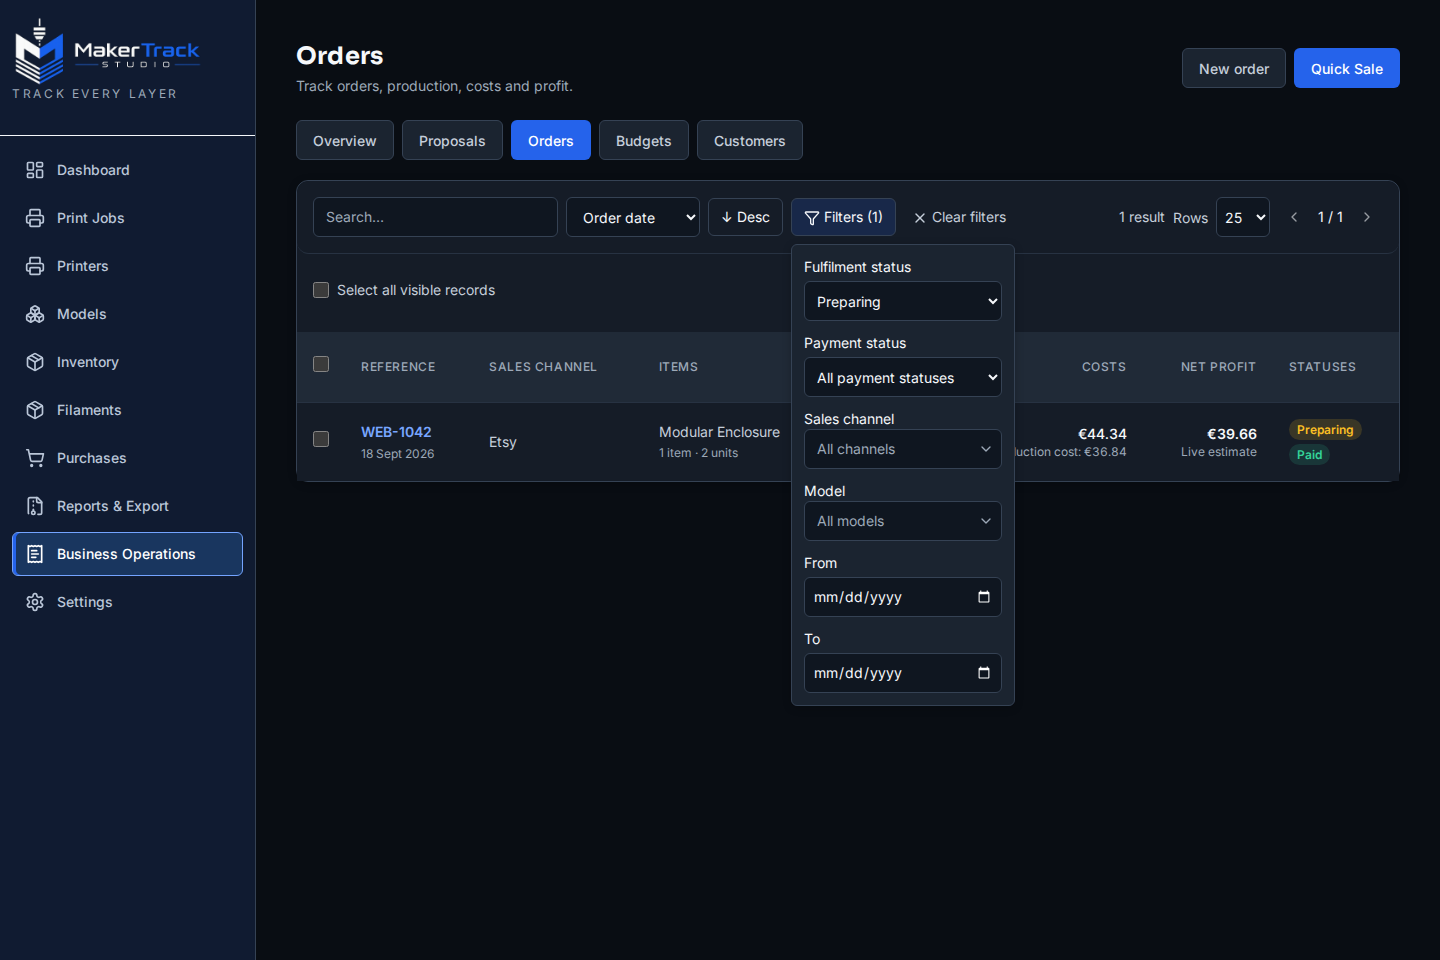 MakerTrack
STUDIO
TRACK EVERY LAYER
Dashboard
Print Jobs
Printers
Models
Inventory
Filaments
Purchases
Reports & Export
Business Operations
Settings
Orders
Track orders, production, costs and profit.
New order
Quick Sale
Overview
Proposals
Orders
Budgets
Customers
Search...
Order date
↓ Desc
Filters (1)
Clear filters
1 result
Rows
25
1 / 1
Select all visible records
REFERENCE
SALES CHANNEL
ITEMS
COSTS
NET PROFIT
STATUSES
WEB-1042
18 Sept 2026
Etsy
Modular Enclosure
1 item · 2 units
€44.34
cost: €36.84
€39.66
Live estimate
Preparing
Paid
Fulfilment status
Preparing
Payment status
All payment statuses
Sales channel
All channels
Model
All models
From
mm/dd/yyyy
To
mm/dd/yyyy